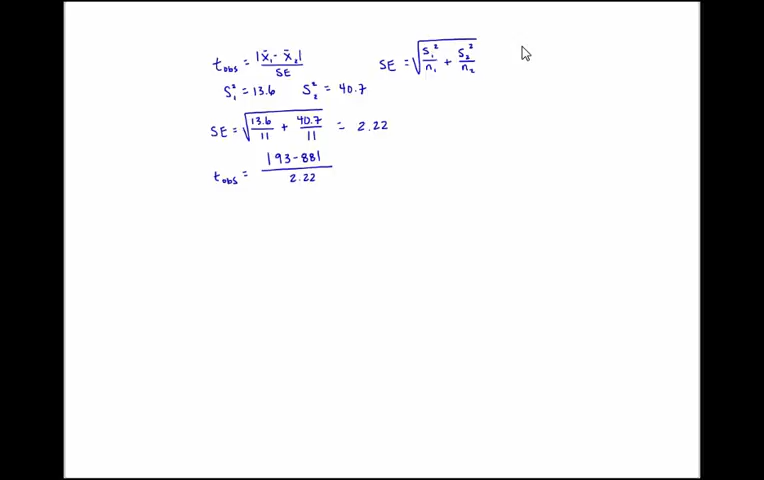 t_obs = |x̄₁ - x̄₂| / SE    SE = √(S₁²/n₁ + S₂²/n₂)
S₁² = 13.6    S₂² = 40.7
SE = √(13.6/11 + 40.7/11) = 2.22
t_obs = |93-88| / 2.22